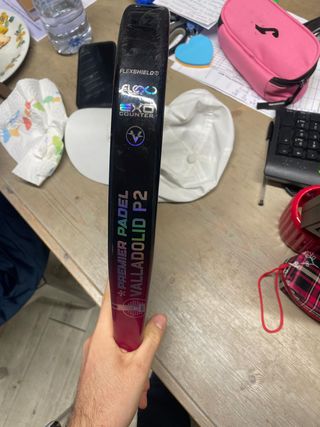 FLEXSHIELD
FLEXO
EXO
COUNTER
V
PREMIER PADEL
VALLADOLID P2